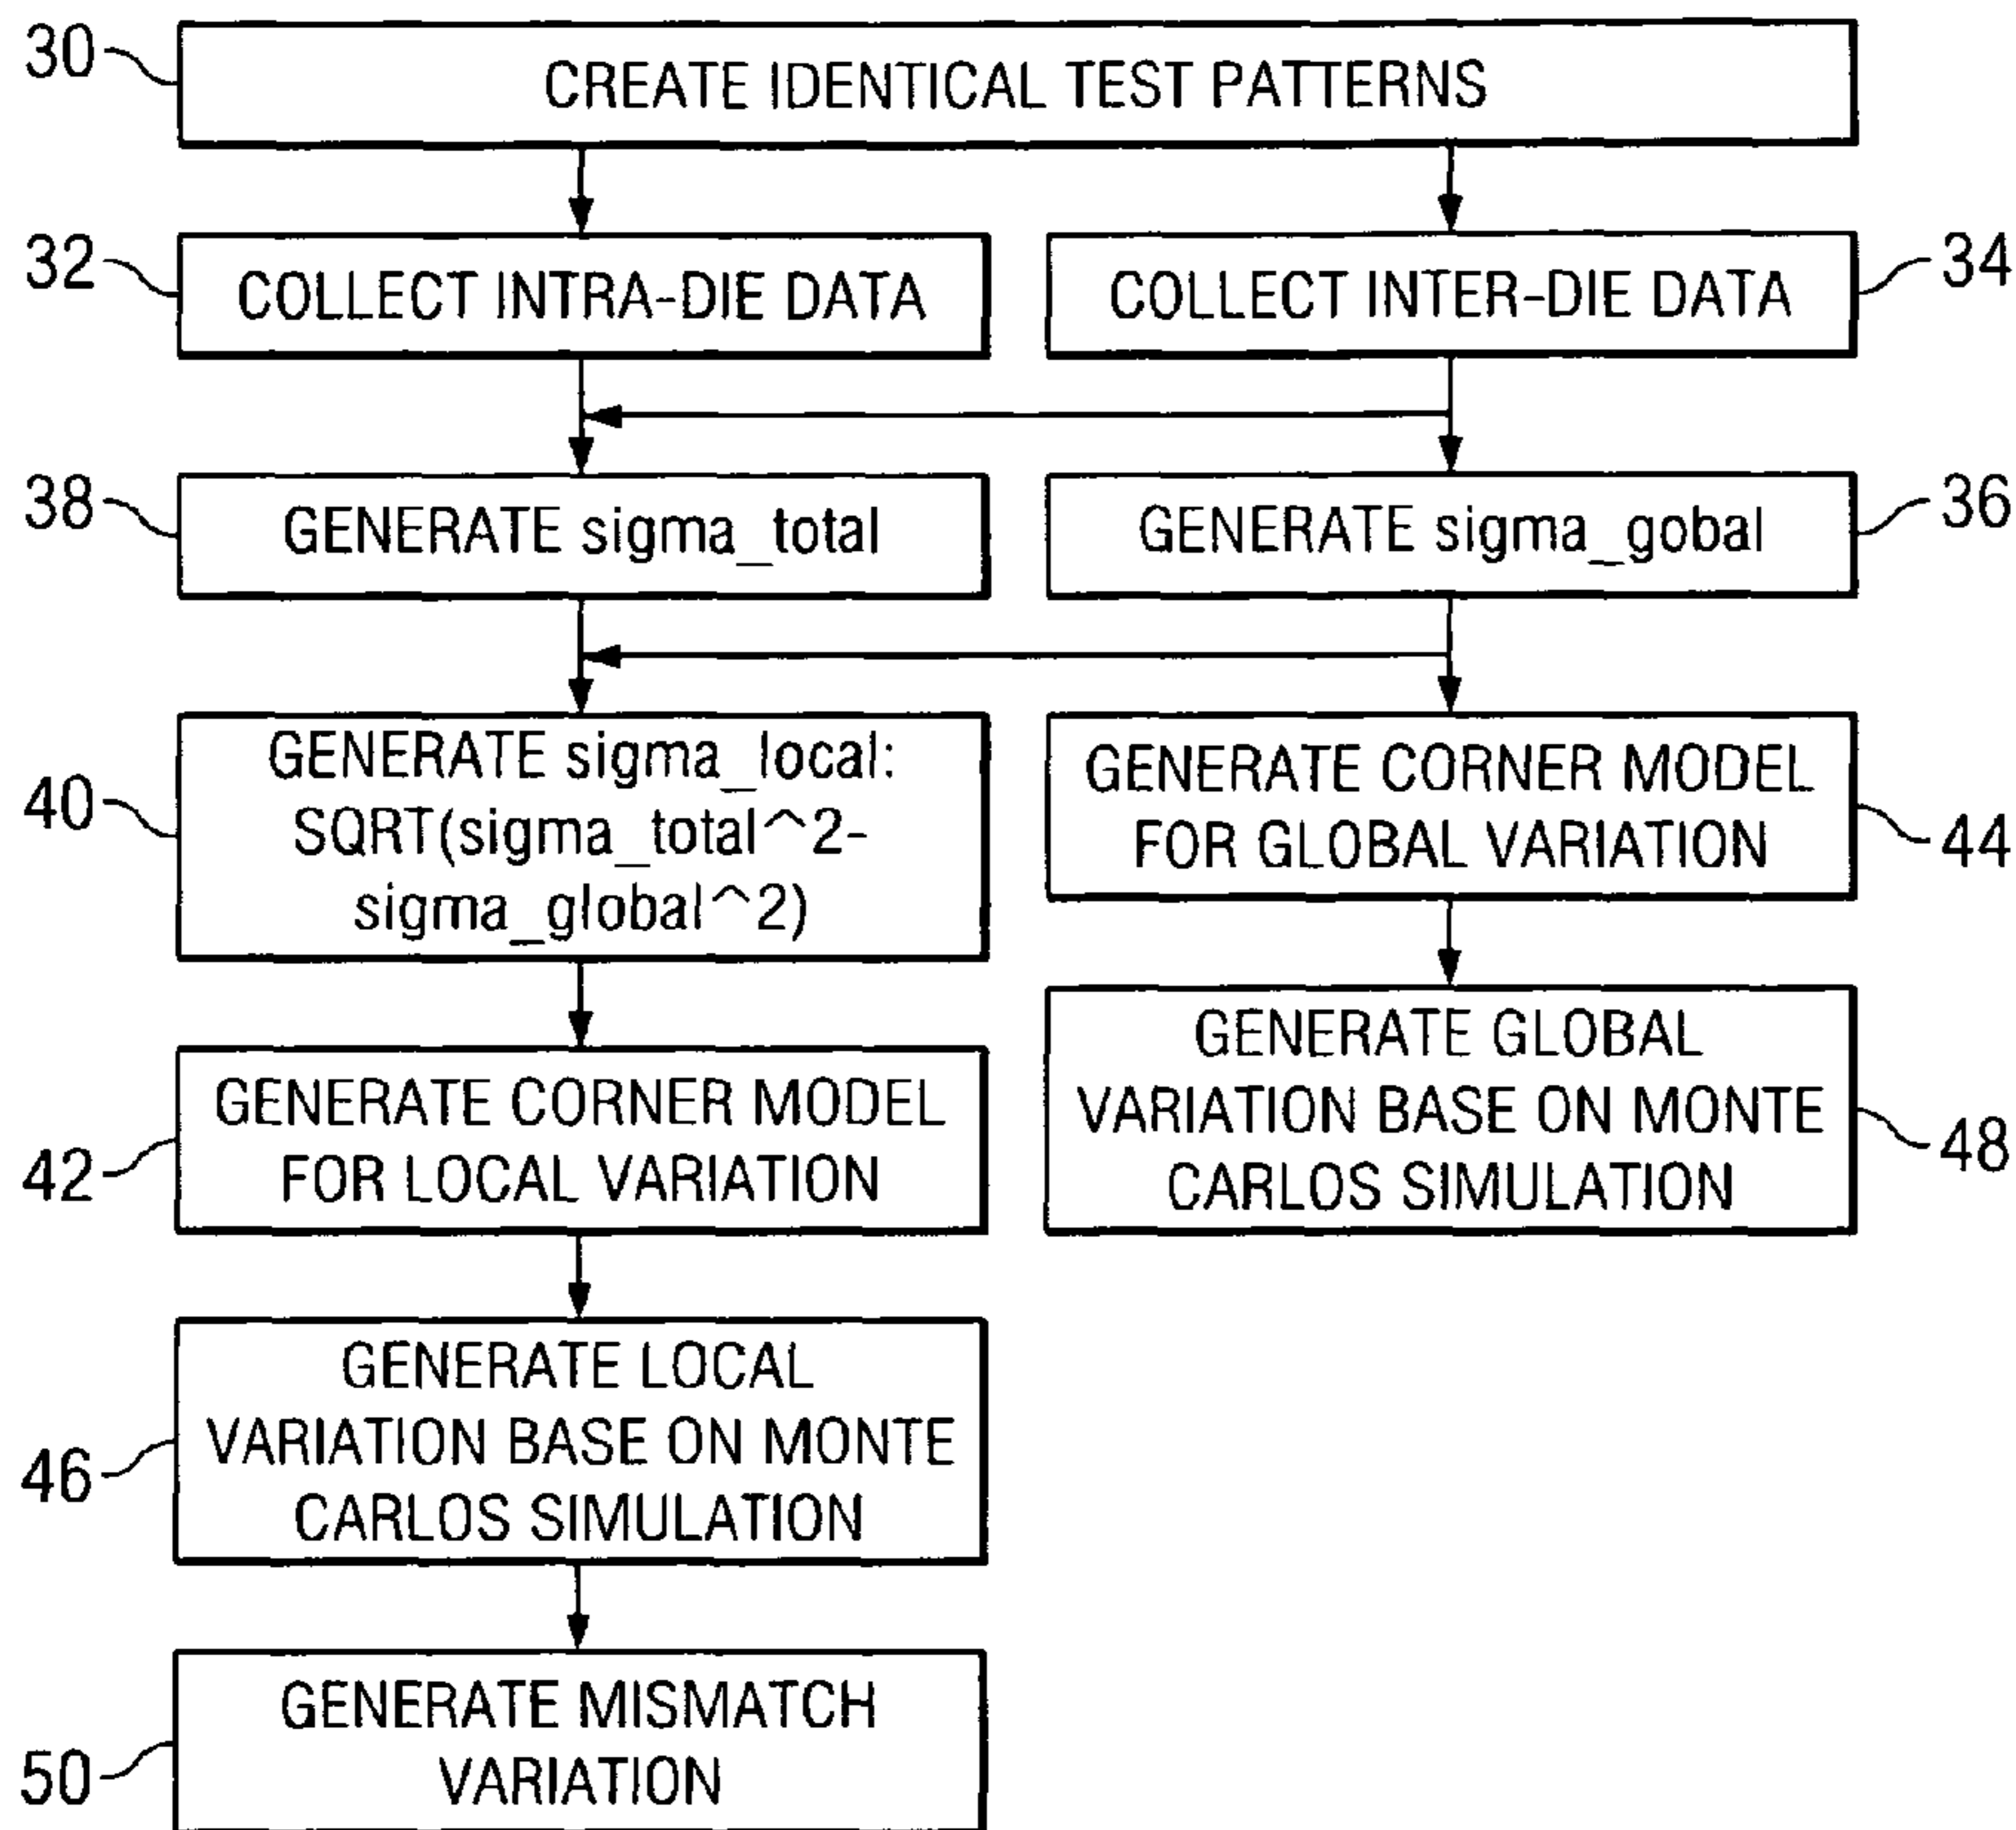 30
CREATE IDENTICAL TEST PATTERNS
32
COLLECT INTRA-DIE DATA
COLLECT INTER-DIE DATA
34
38
GENERATE sigma_total
GENERATE sigma_gobal
36
40
GENERATE sigma_local:
SQRT(sigma_total^2-
sigma_global^2)
GENERATE CORNER MODEL
FOR GLOBAL VARIATION
44
42
GENERATE CORNER MODEL
FOR LOCAL VARIATION
GENERATE GLOBAL
VARIATION BASE ON MONTE
CARLOS SIMULATION
48
46
GENERATE LOCAL
VARIATION BASE ON MONTE
CARLOS SIMULATION
50
GENERATE MISMATCH
VARIATION